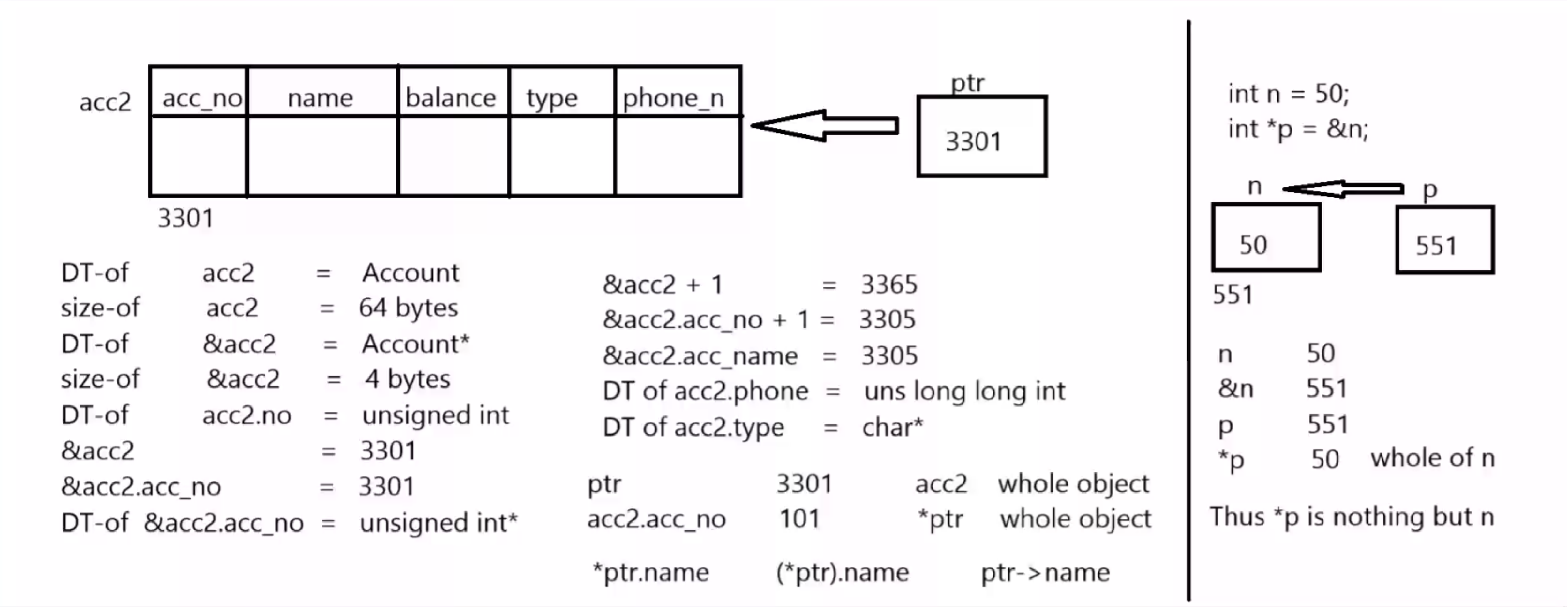 acc2 acc_no name balance type phone_n
ptr
3301
3301
DT-of acc2 = Account
size-of acc2 = 64 bytes
DT-of &acc2 = Account*
size-of &acc2 = 4 bytes
DT-of acc2.no = unsigned int
&acc2 = 3301
&acc2.acc_no = 3301
DT-of &acc2.acc_no = unsigned int*
&acc2 + 1 = 3365
&acc2.acc_no + 1 = 3305
&acc2.acc_name = 3305
DT of acc2.phone = uns long long int
DT of acc2.type = char*
ptr 3301 acc2 whole object
acc2.acc_no 101 *ptr whole object
*ptr.name (*ptr).name ptr->name
int n = 50;
int *p = &n;
n p
50 551
551
n 50
&n 551
p 551
*p 50 whole of n
Thus *p is nothing but n